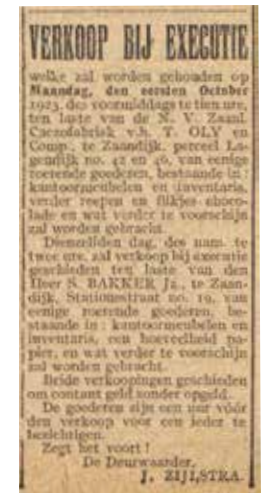 VERKOOP BIJ EXECUTIE
welke zal worden gehouden op
Maandag, den eersten October
1923, des voormiddags te tien ure,
ten laste van de N. V. Zaanl.
Cacaofabriek v.h. T. OLY en
Comp., te Zaandijk, perceel La-
gendijk no. 42 en 46, van eenige
roerende goederen, bestaande in:
kantoormeubelen en inventaris,
verder reepen en flikjes choco-
lade en wat verder te voorschijn
zal worden gebracht.
Dienzelfden dag, des nam. te
twee ure, zal verkoop bij executie
geschieden ten laste van den
Heer S. BAKKER Jz., te Zaan-
dijk, Stationsstraat no. 19, van
eenige roerende goederen, be-
staande in: kantoormeubelen en
inventaris, een hoeveelheid pa-
pier, en wat verder te voorschijn
zal worden gebracht.
Beide verkoopingen geschieden
om contant geld zonder opgeld.
De goederen zijn een uur vóór
den verkoop voor een ieder te
bezichtigen.
Zegt het voort!
De Deurwaarder,
J. ZIJLSTRA.